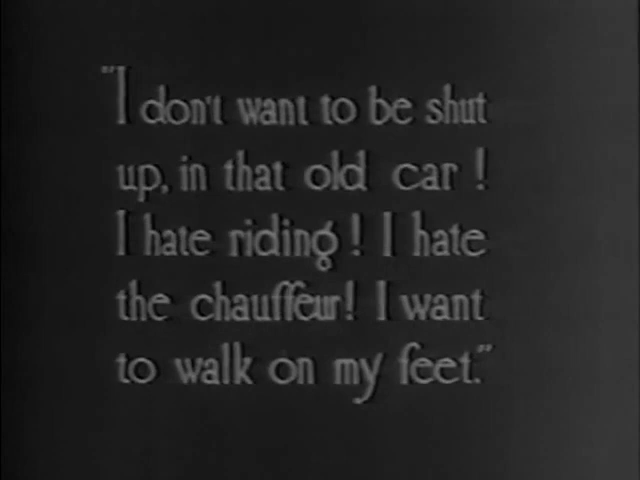 "I don't want to be shut
up, in that old car !
I hate riding ! I hate
the chauffeur! I want
to walk on my feet."